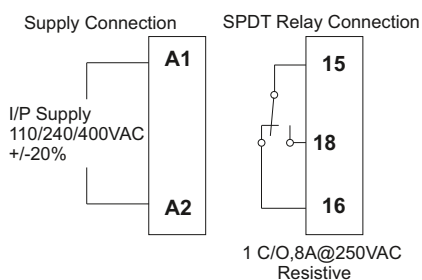 Supply Connection
A1
I/P Supply
110/240/400VAC
+/-20%
A2
SPDT Relay Connection
15
18
16
1 C/O,8A@250VAC
Resistive